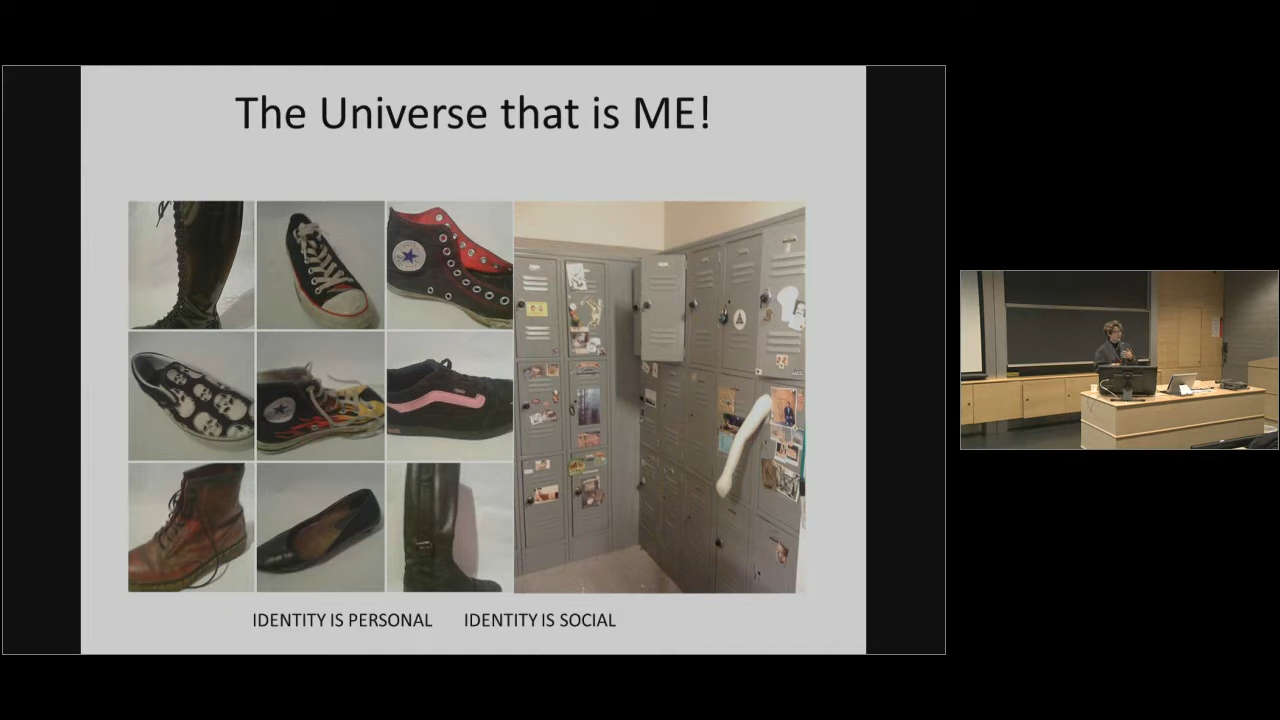 The Universe that is ME!
IDENTITY IS PERSONAL IDENTITY IS SOCIAL